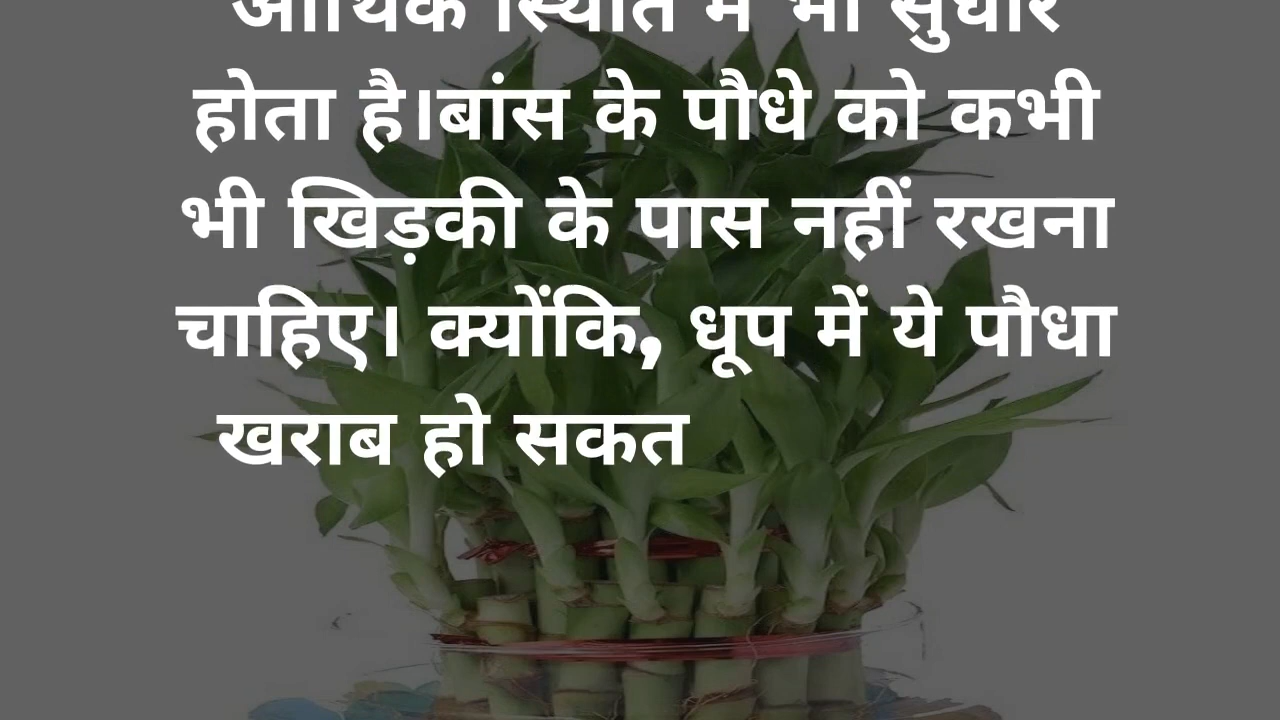 आर्थिक स्थिति में भी सुधार
होता है।बांस के पौधे को कभी
भी खिड़की के पास नहीं रखना
चाहिए। क्योंकि, धूप में ये पौधा
खराब हो सकत